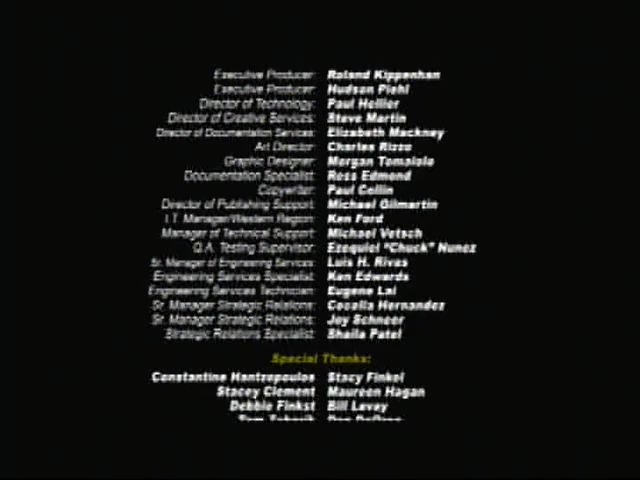 Executive Producer: Roland Kippenhan
Executive Producer: Hudson Piehl
Director of Technology: Paul Hellier
Director of Creative Services: Steve Martin
Director of Documentation Services: Elizabeth Mackney
Art Director: Charles Rizzo
Graphic Designer: Morgan Tomaiolo
Documentation Specialist: Ross Edmond
Copywriter: Paul Collin
Director of Publishing Support: Michael Gilmartin
I.T. Manager/Western Region: Ken Ford
Manager of Technical Support: Michael Vetsch
Q.A. Testing Supervisor: Ezequiel "Chuck" Nunez
Sr. Manager of Engineering Services: Luis H. Rivas
Engineering Services Specialist: Ken Edwards
Engineering Services Technician: Eugene Lai
Sr. Manager Strategic Relations: Cecelia Hernandez
Sr. Manager Strategic Relations: Joy Schneer
Strategic Relations Specialist: Shaila Patel
Special Thanks:
Constantine Hantzopoulos Stacy Finkel
Stacey Clement Maureen Hagan
Debbie Finkst Bill Levay